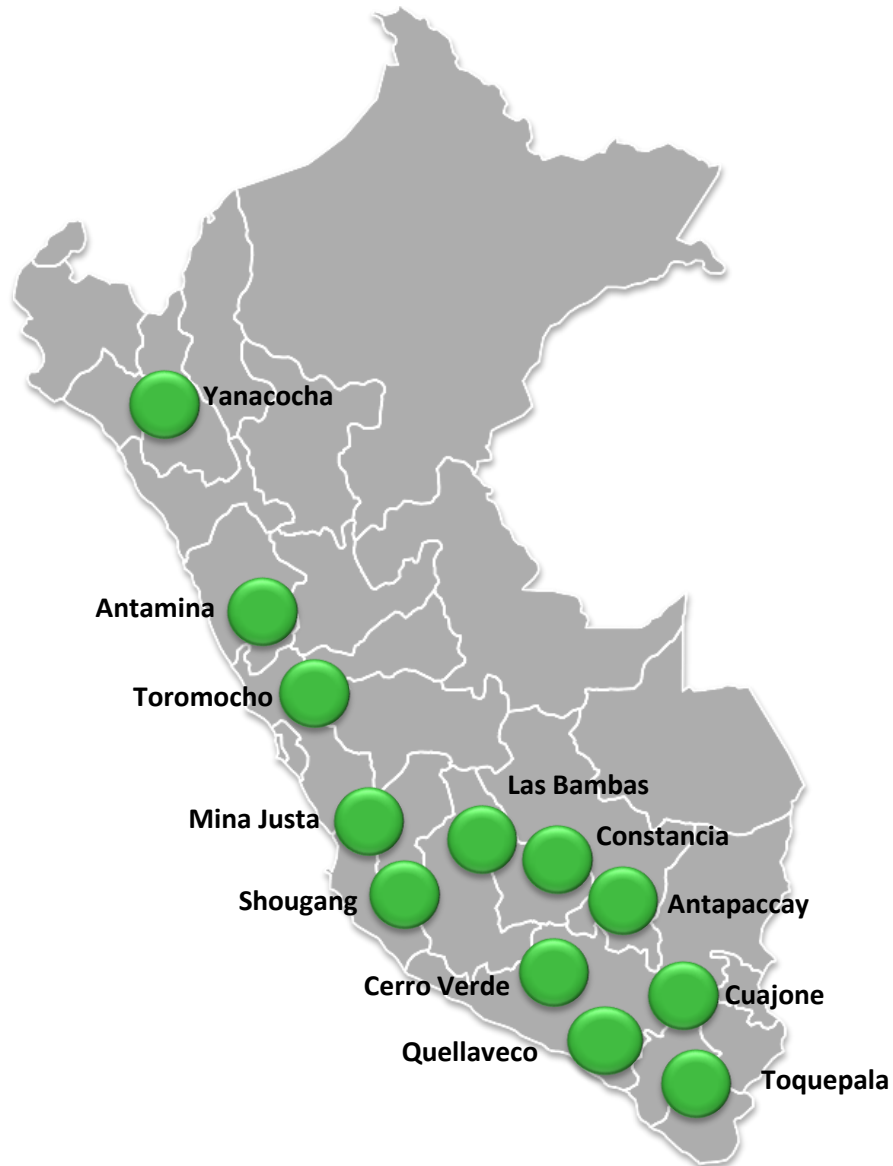 Yanacocha
Antamina
Toromocho
Las Bambas
Mina Justa
Constancia
Shougang
Antapaccay
Cerro Verde
Cuajone
Quellaveco
Toquepala